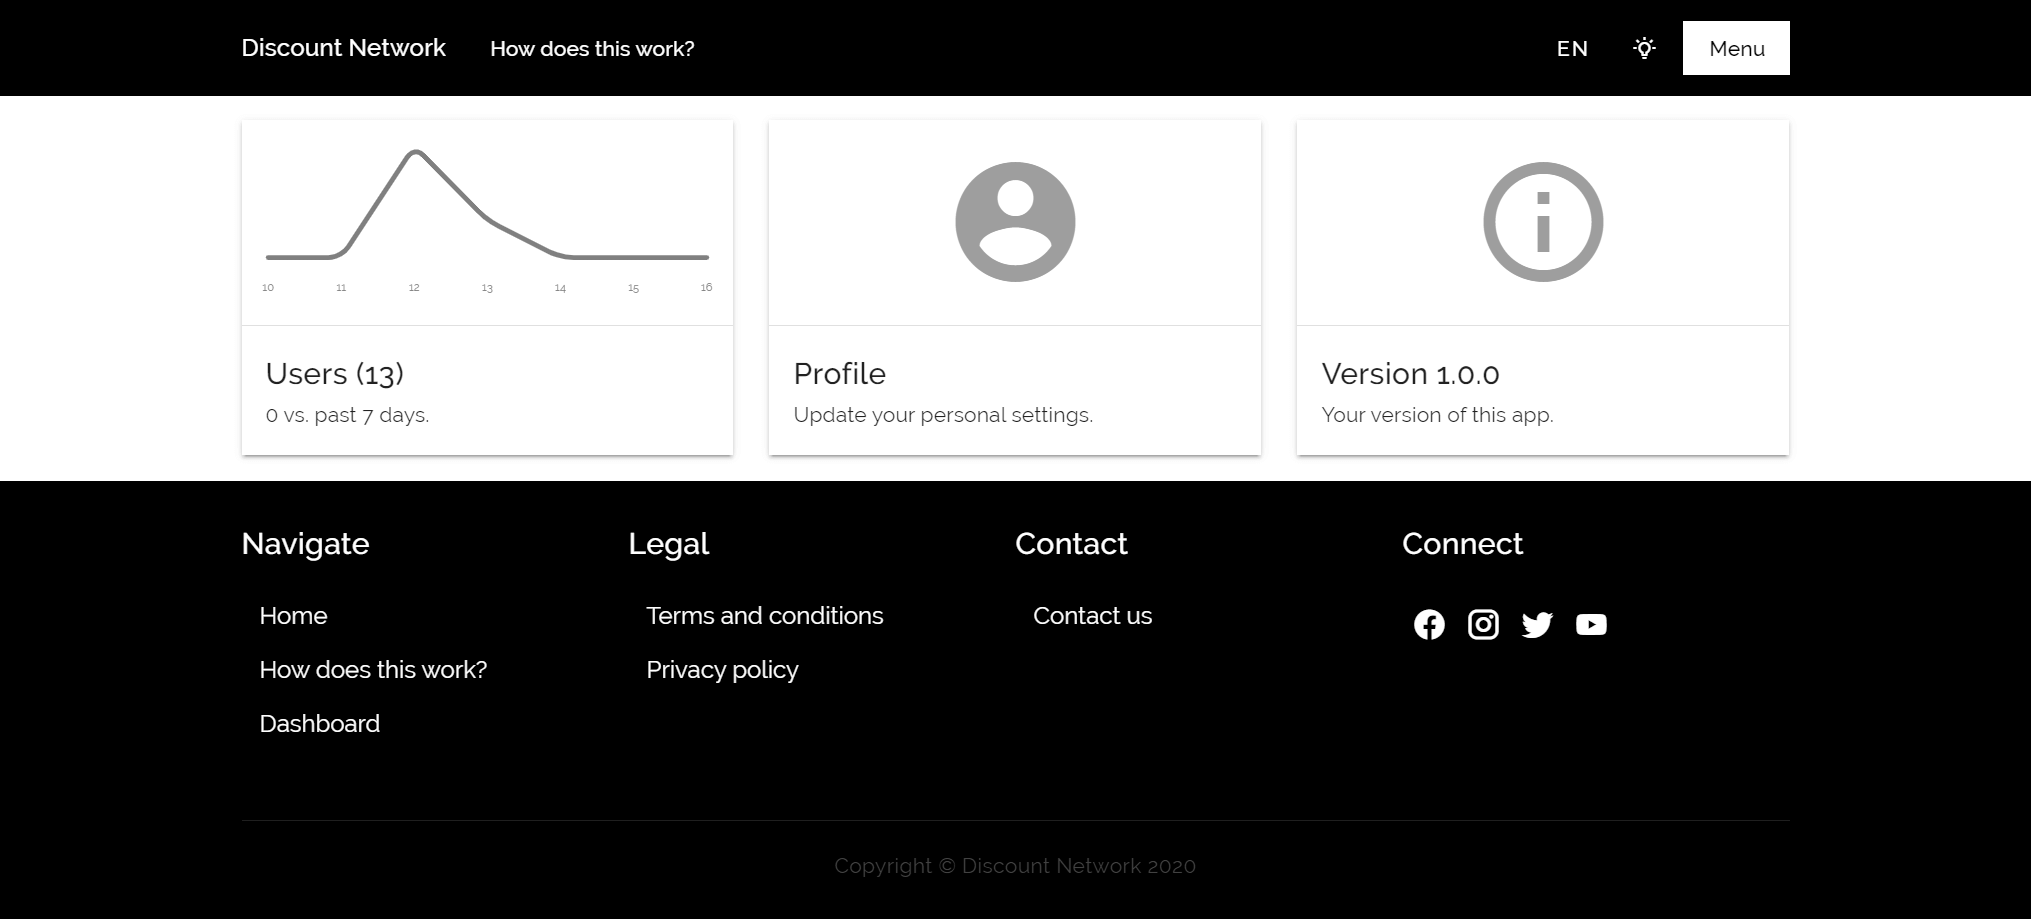 Discount Network
How does this work?
EN
Menu
10 11 12 13 14 15 16
Users (13)
0 vs. past 7 days.
Profile
Update your personal settings.
Version 1.0.0
Your version of this app.
Navigate
Home
How does this work?
Dashboard
Legal
Terms and conditions
Privacy policy
Contact
Contact us
Connect
Copyright © Discount Network 2020